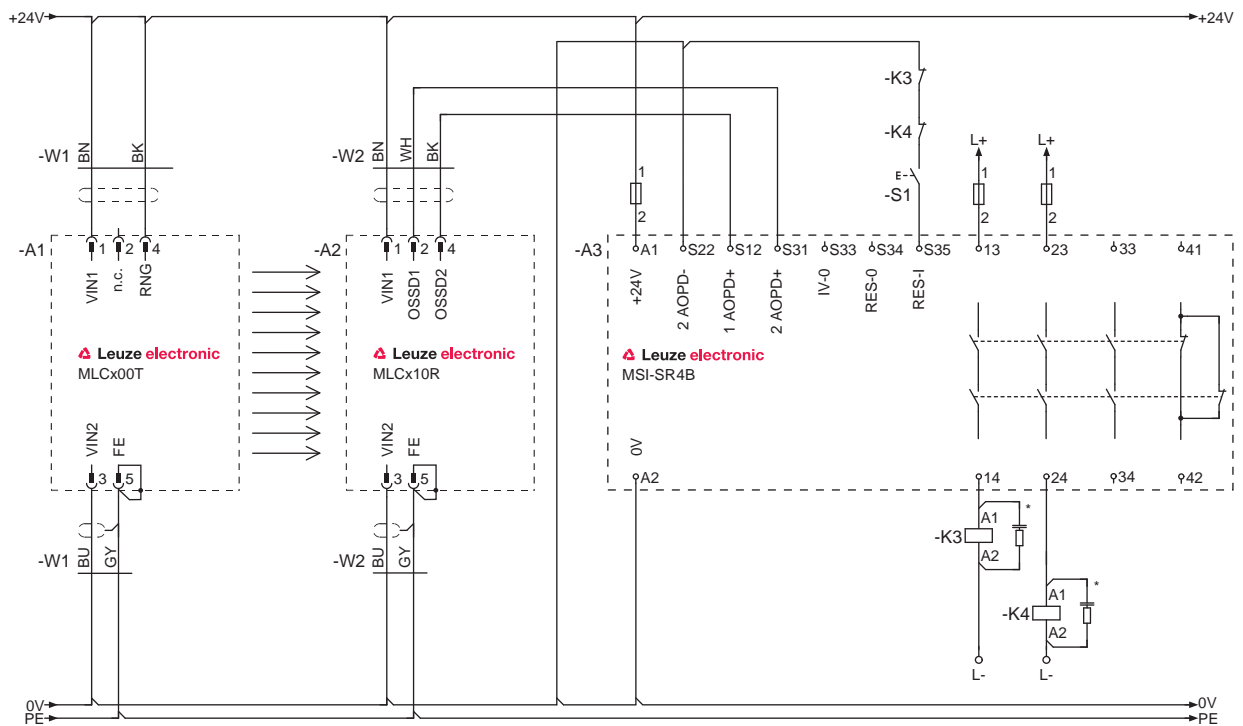 +24V
+24V
-W1
BN
BK
-W2
BN
WH
BK
-K3
-K4
E
-S1
L+
L+
1
2
1
2
1
2
-A1
1
2
4
VIN1
n.c.
RNG
Leuze electronic
MLCx00T
VIN2
FE
3
5
-A2
1
2
4
VIN1
OSSD1
OSSD2
Leuze electronic
MLCx10R
VIN2
FE
3
5
-A3
A1
S22
S12
S31
S33
S34
S35
13
23
33
41
+24V
2 AOPD-
1 AOPD+
2 AOPD+
IV-0
RES-0
RES-I
Leuze electronic
MSI-SR4B
0V
A2
14
24
34
42
-W1
BU
GY
-W2
BU
GY
-K3
A1
A2
*
-K4
A1
A2
*
L-
L-
0V
0V
PE
PE